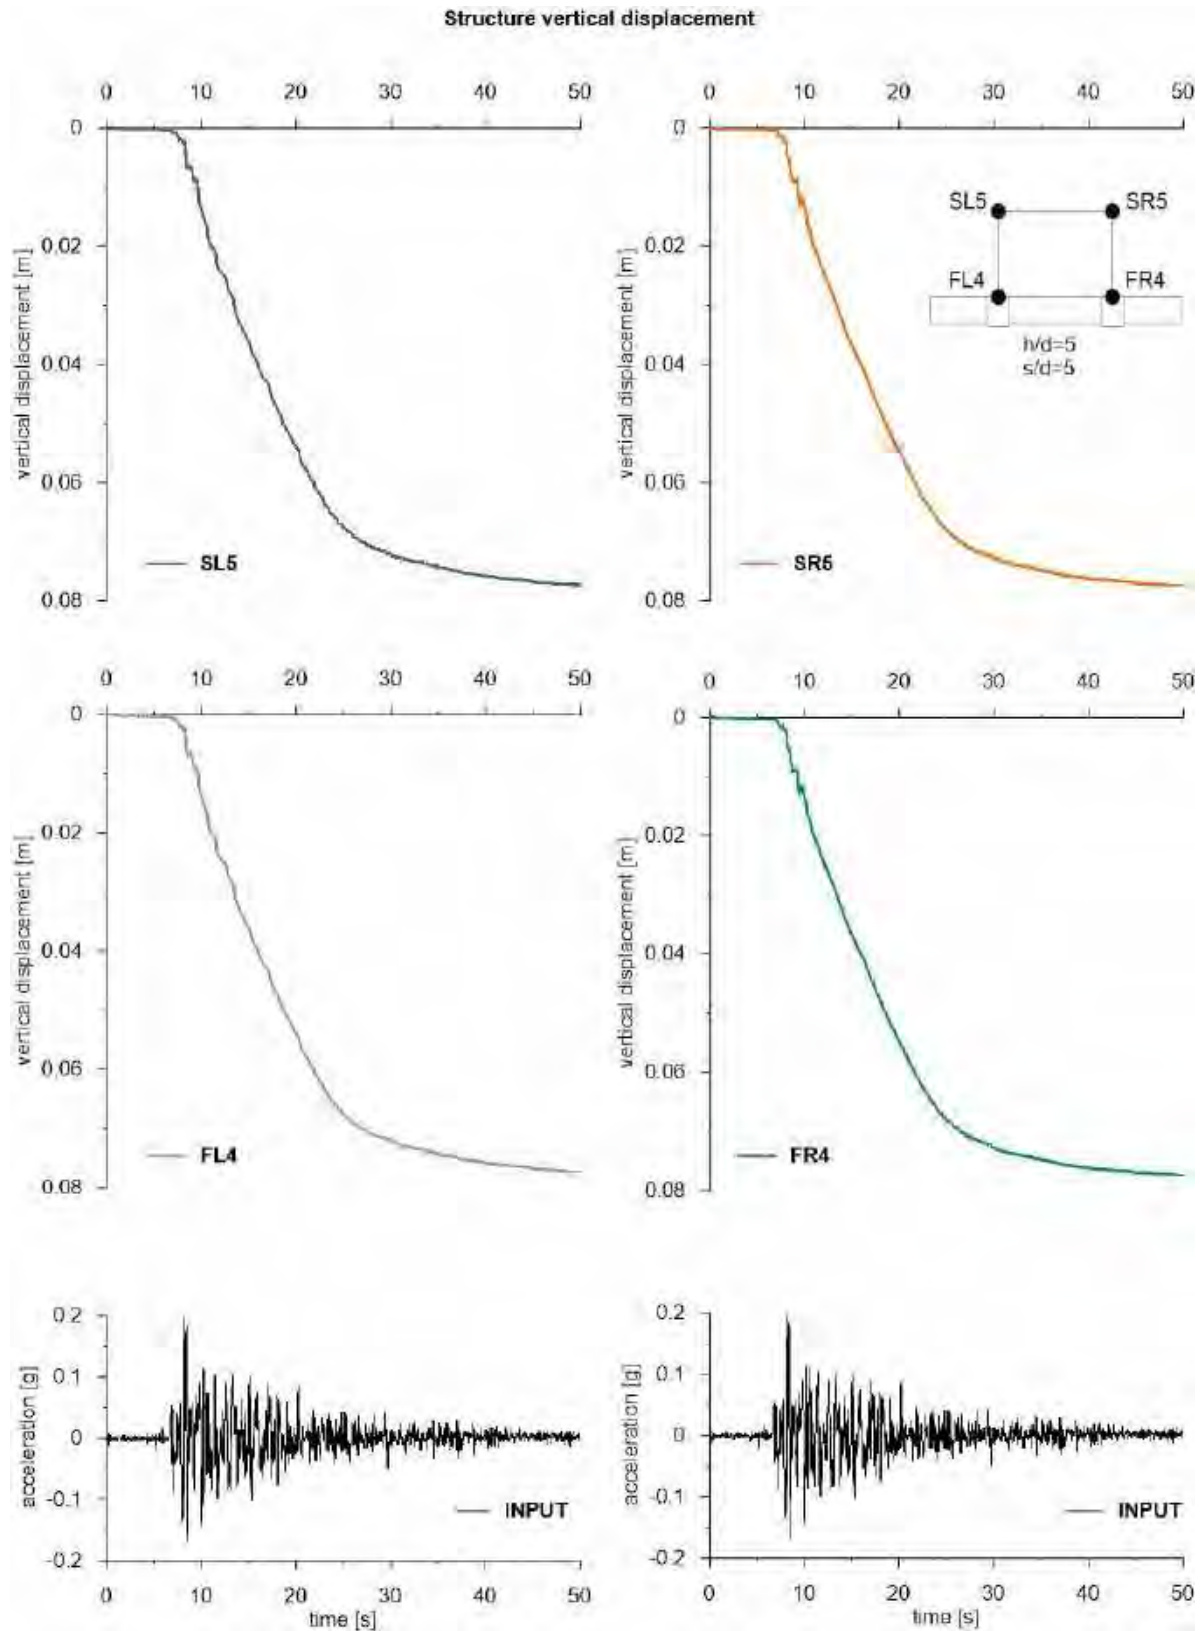 Structure vertical displacement
0 10 20 30 40 50
0
0.02
0.04
0.06
0.08
vertical displacement [m]
SL5
0 10 20 30 40 50
0
0.02
0.04
0.06
0.08
vertical displacement [m]
SL5 SR5
FL4 FR4
h/d=5
s/d=5
SR5
0 10 20 30 40 50
0
0.02
0.04
0.06
0.08
vertical displacement [m]
FL4
0 10 20 30 40 50
0
0.02
0.04
0.06
0.08
vertical displacement [m]
FR4
0.2
0.1
0
-0.1
-0.2
acceleration [g]
INPUT
0 10 20 30 40 50
time [s]
0.2
0.1
0
-0.1
-0.2
acceleration [g]
INPUT
0 10 20 30 40 50
time [s]